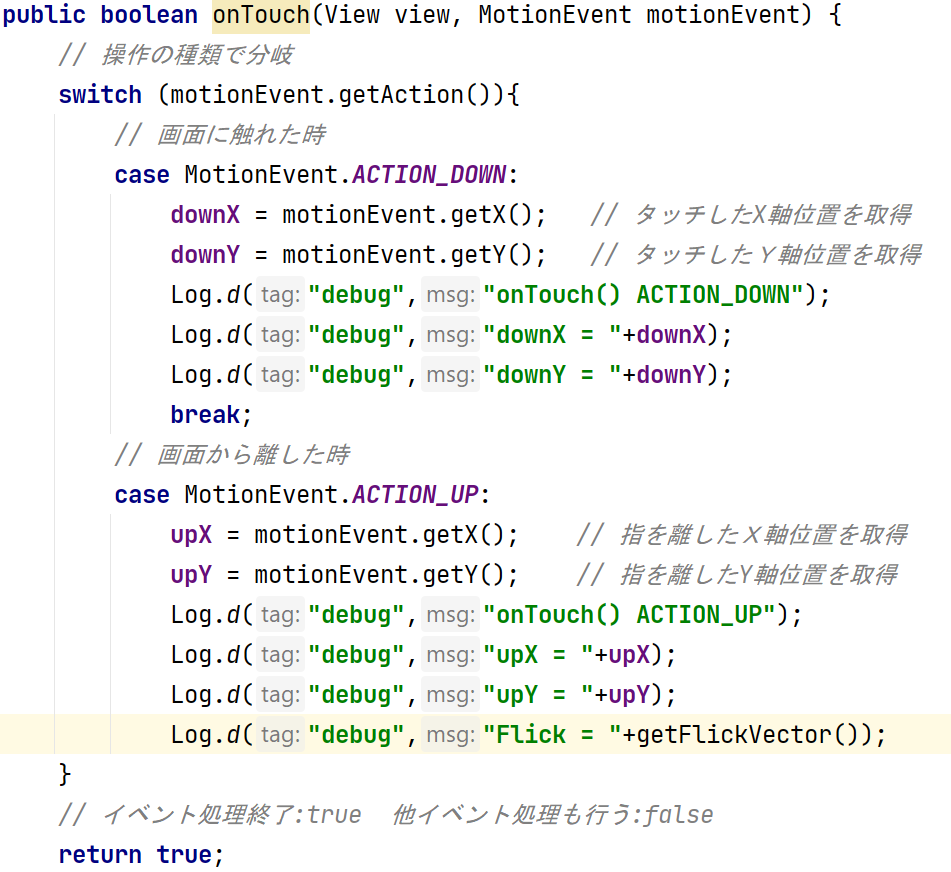 public boolean onTouch(View view, MotionEvent motionEvent) {
// 操作の種類で分岐
switch (motionEvent.getAction()){
// 画面に触れた時
case MotionEvent.ACTION_DOWN:
downX = motionEvent.getX();   // タッチしたX軸位置を取得
downY = motionEvent.getY();   // タッチしたＹ軸位置を取得
Log.d( tag: "debug", msg: "onTouch() ACTION_DOWN");
Log.d( tag: "debug", msg: "downX = "+downX);
Log.d( tag: "debug", msg: "downY = "+downY);
break;
// 画面から離した時
case MotionEvent.ACTION_UP:
upX = motionEvent.getX();    // 指を離したＸ軸位置を取得
upY = motionEvent.getY();    // 指を離したY軸位置を取得
Log.d( tag: "debug", msg: "onTouch() ACTION_UP");
Log.d( tag: "debug", msg: "upX = "+upX);
Log.d( tag: "debug", msg: "upY = "+upY);
Log.d( tag: "debug", msg: "Flick = "+getFlickVector());
}
// イベント処理終了:true　他イベント処理も行う:false
return true;